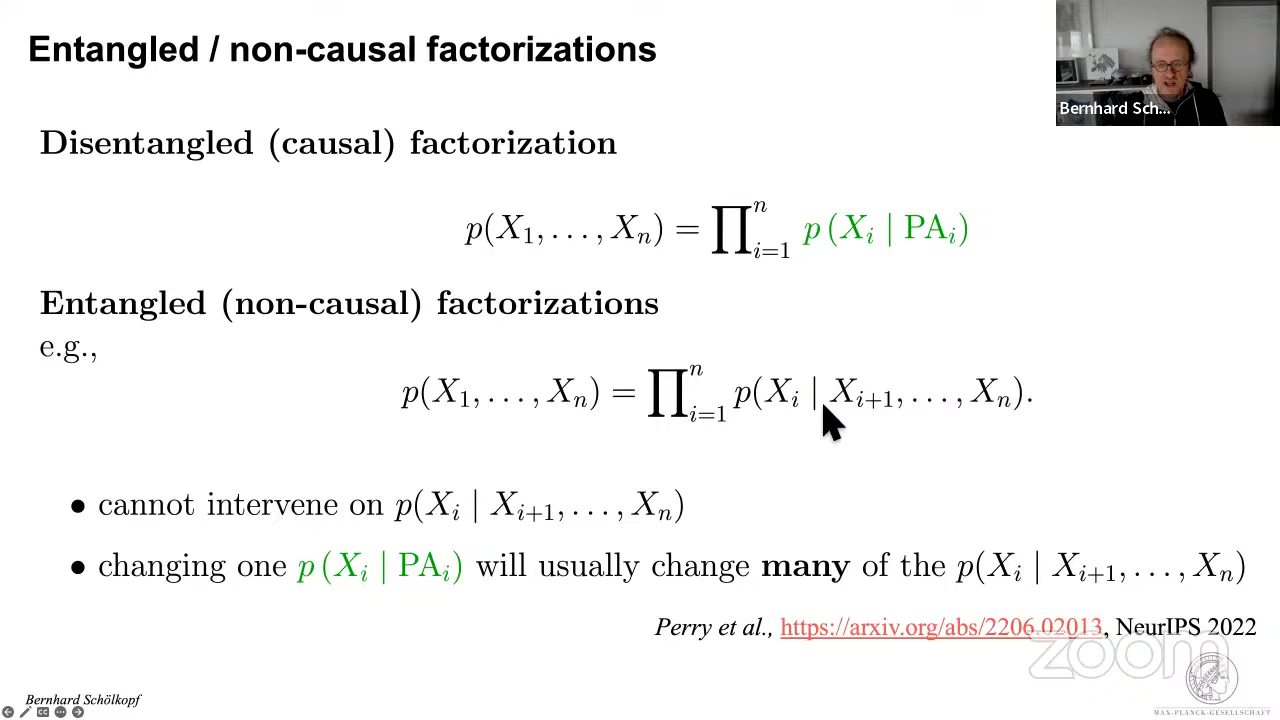 Entangled / non-causal factorizations
Bernhard Sch...
Disentangled (causal) factorization
p(X₁, . . . , Xₙ) = ∏ⁿᵢ₌₁ p (Xᵢ | PAᵢ)
Entangled (non-causal) factorizations
e.g.,
p(X₁, . . . , Xₙ) = ∏ⁿᵢ₌₁ p(Xᵢ | Xᵢ₊₁, . . . , Xₙ).
• cannot intervene on p(Xᵢ | Xᵢ₊₁, . . . , Xₙ)
• changing one p (Xᵢ | PAᵢ) will usually change many of the p(Xᵢ | Xᵢ₊₁, . . . , Xₙ)
Perry et al., https://arxiv.org/abs/2206.02013, NeurIPS 2022
zoom
Bernhard Schölkopf
MAX-PLANCK-GESELLSCHAFT